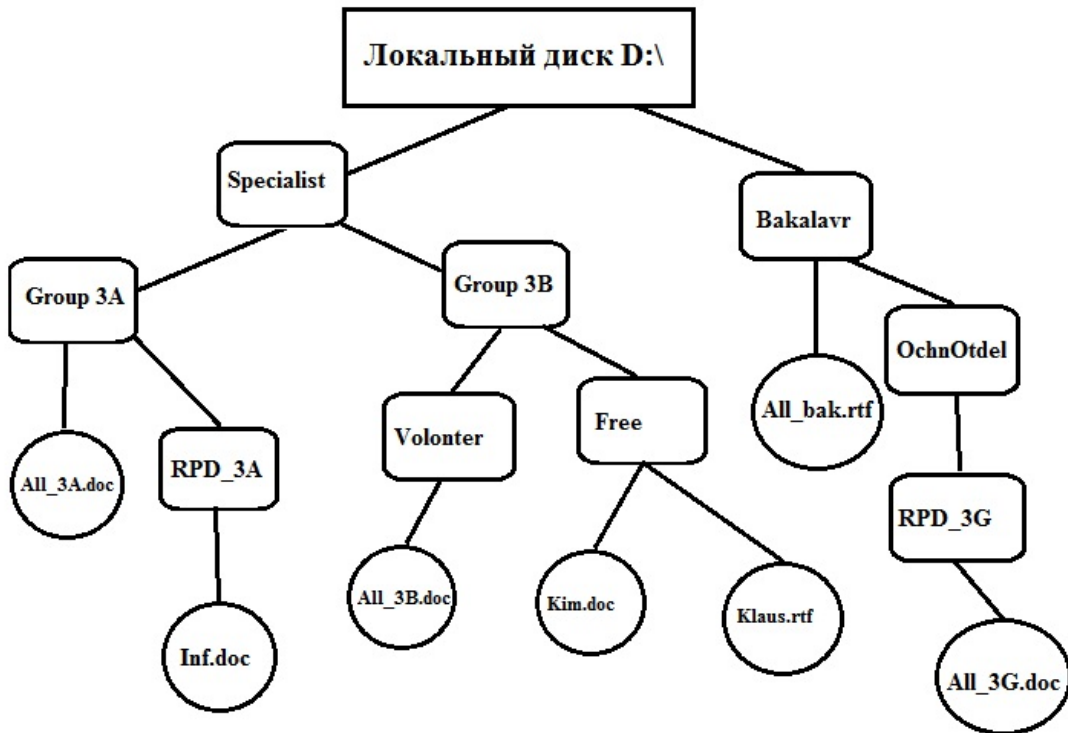 Локальный диск D:\
Specialist
Bakalavr
Group 3A
Group 3B
OchnOtdel
All_bak.rtf
Volonter
Free
RPD_3A
All_3A.doc
RPD_3G
All_3B.doc
Kim.doc
Klaus.rtf
Inf.doc
All_3G.doc